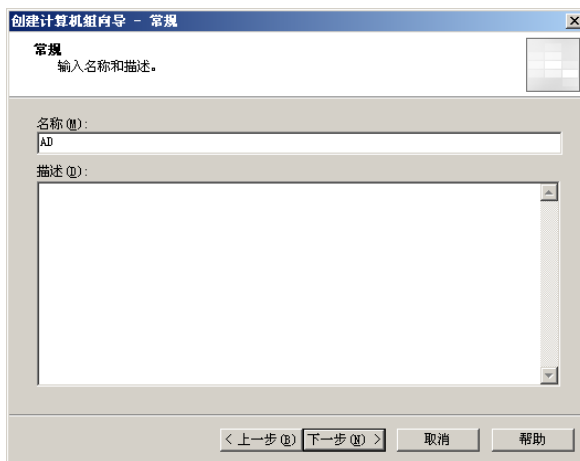 创建计算机组向导 - 常规
常规
输入名称和描述。
名称(M):
AD
描述(D):
< 上一步(B) 下一步(N) > 取消 帮助